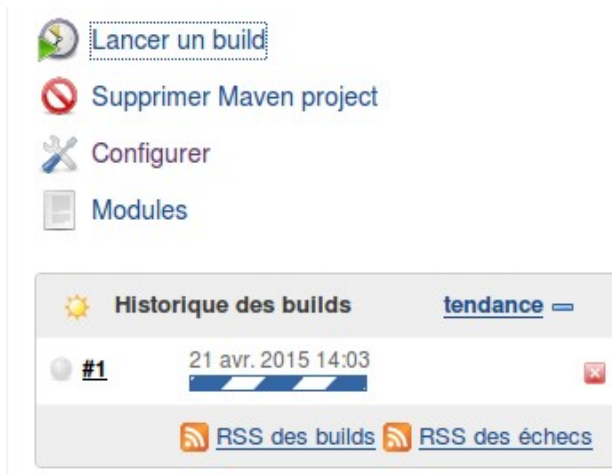 Lancer un build
Supprimer Maven project
Configurer
Modules
Historique des builds tendance
#1 21 avr. 2015 14:03
RSS des builds RSS des échecs